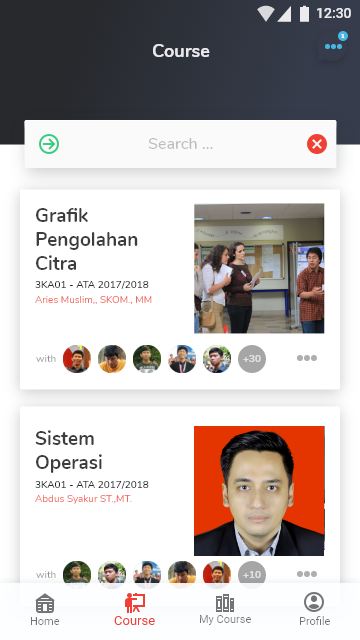 12:30
Course
1
Search ...
Grafik
Pengolahan
Citra
3KA01 - ATA 2017/2018
Aries Muslim,, SKOM., MM
with
+30
Sistem
Operasi
3KA01 - ATA 2017/2018
Abdus Syakur ST.,MT.
with
+10
Home
Course
My Course
Profile